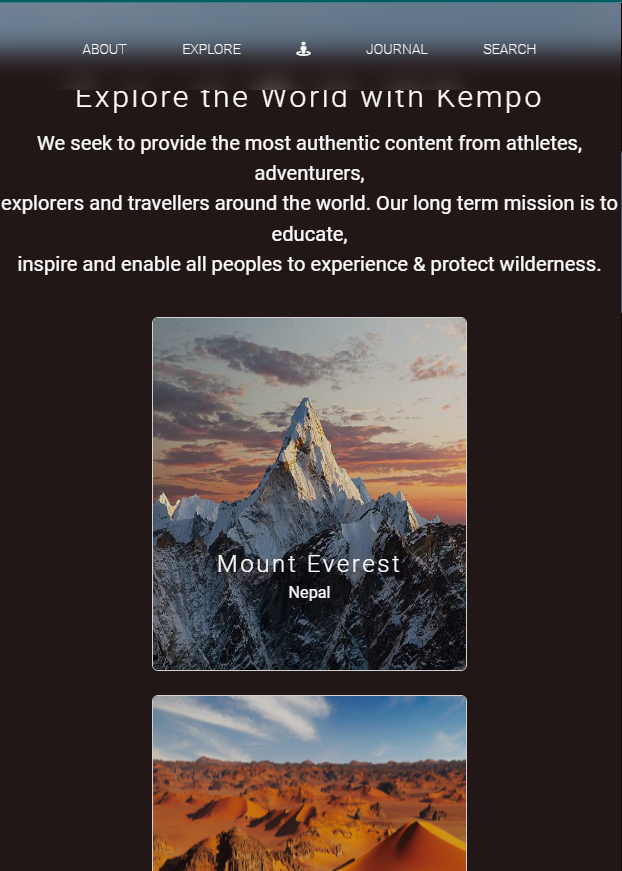 ABOUT EXPLORE JOURNAL SEARCH
Explore the World with Kempo
We seek to provide the most authentic content from athletes,
adventurers,
explorers and travellers around the world. Our long term mission is to
educate,
inspire and enable all peoples to experience & protect wilderness.
Mount Everest
Nepal